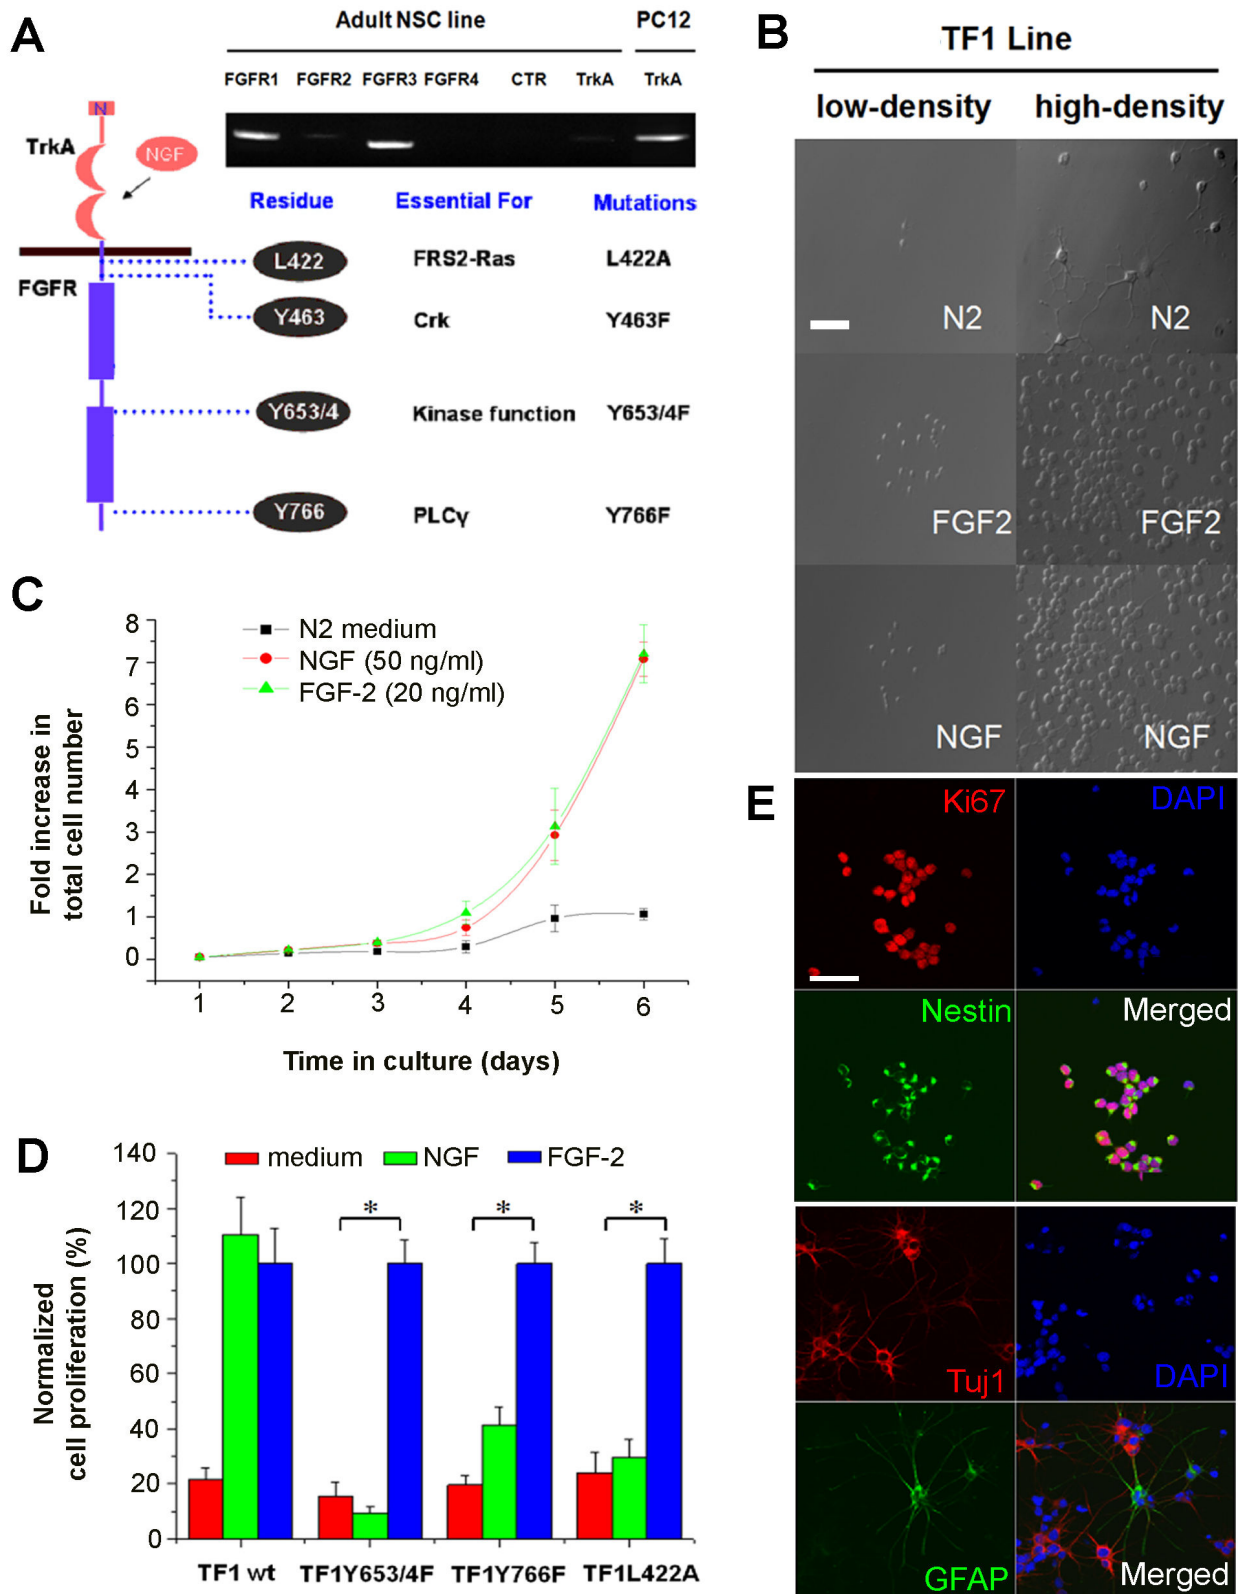 A
Adult NSC line PC12
FGFR1 FGFR2 FGFR3 FGFR4 CTR TrkA TrkA
N
TrkA
NGF
FGFR
Residue Essential For Mutations
L422 FRS2-Ras L422A
Y463 Crk Y463F
Y653/4 Kinase function Y653/4F
Y766 PLCγ Y766F
B
TF1 Line
low-density high-density
N2 N2
FGF2 FGF2
NGF NGF
C
Fold increase in
total cell number
8
7
6
5
4
3
2
1
0
N2 medium
NGF (50 ng/ml)
FGF-2 (20 ng/ml)
1 2 3 4 5 6
Time in culture (days)
D
Normalized
cell proliferation (%)
140
120
100
80
60
40
20
0
medium NGF FGF-2
* * *
TF1 wt TF1Y653/4F TF1Y766F TF1L422A
E
Ki67 DAPI
Nestin Merged
Tuj1 DAPI
GFAP Merged